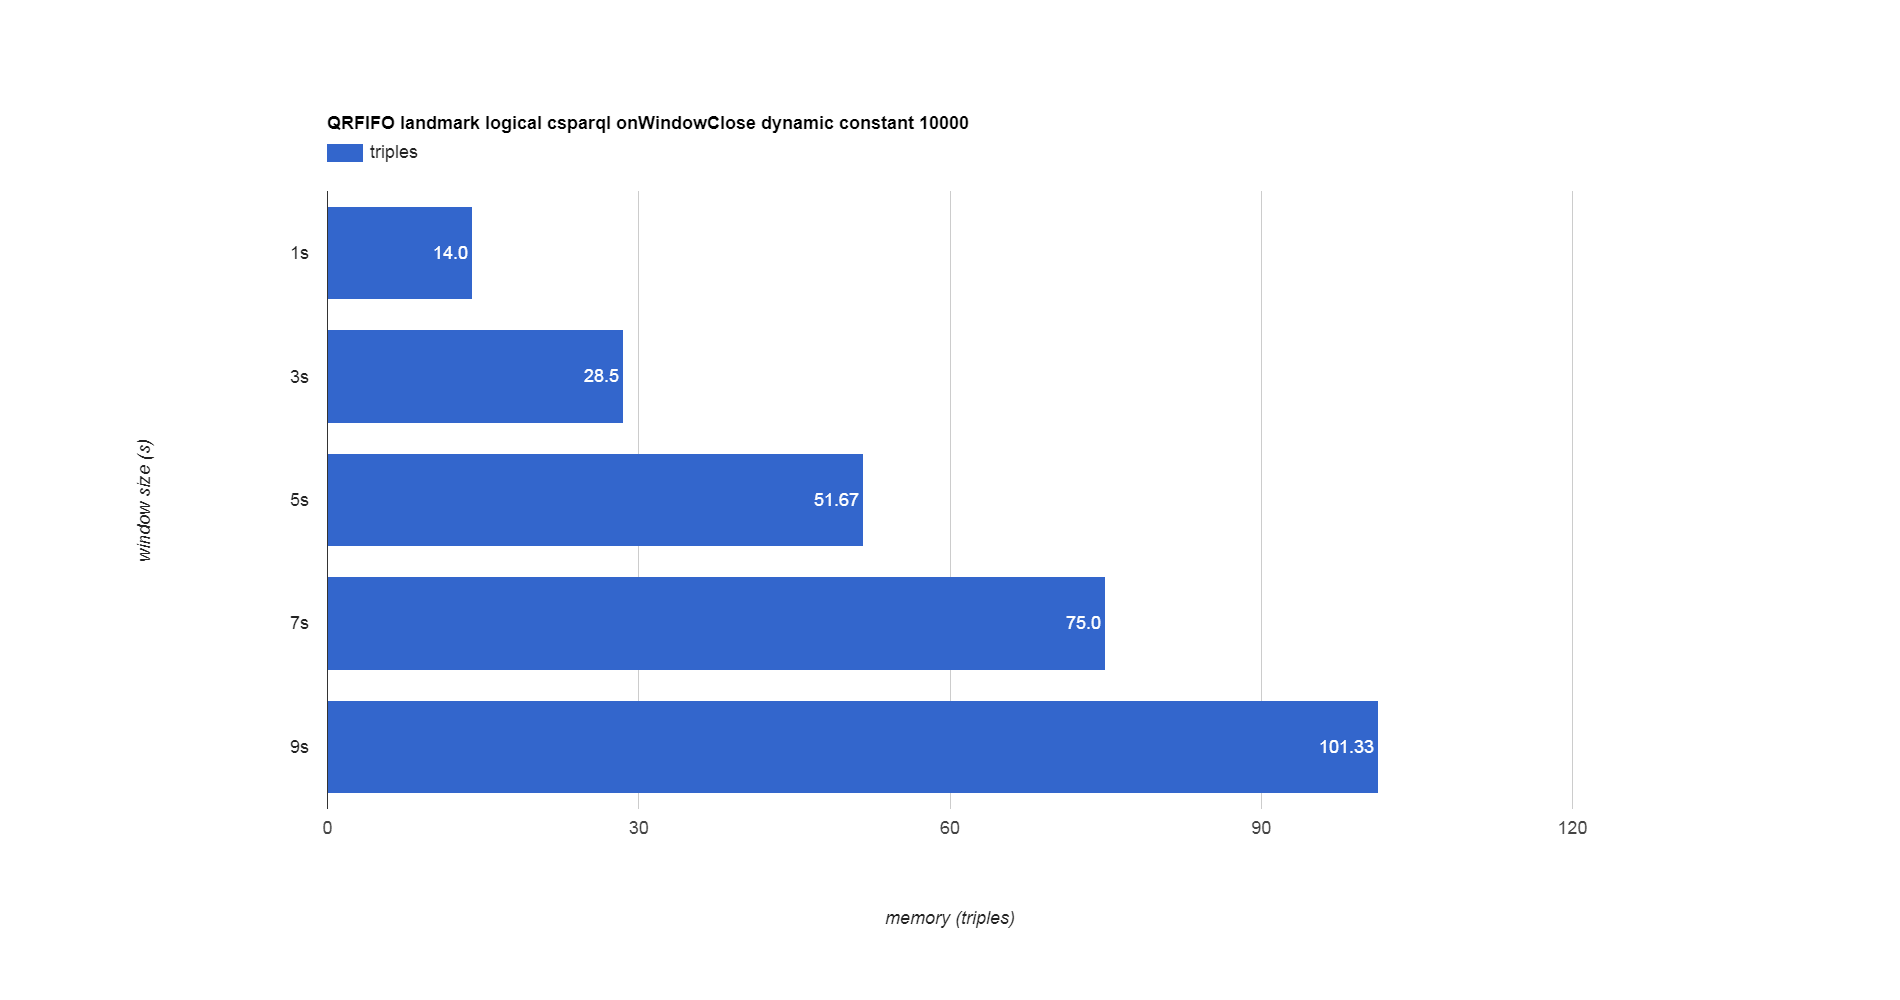 QRFIFO landmark logical csparql onWindowClose dynamic constant 10000
triples
1s
14.0
3s
28.5
5s
51.67
7s
75.0
9s
101.33
0 30 60 90 120
window size (s)
memory (triples)